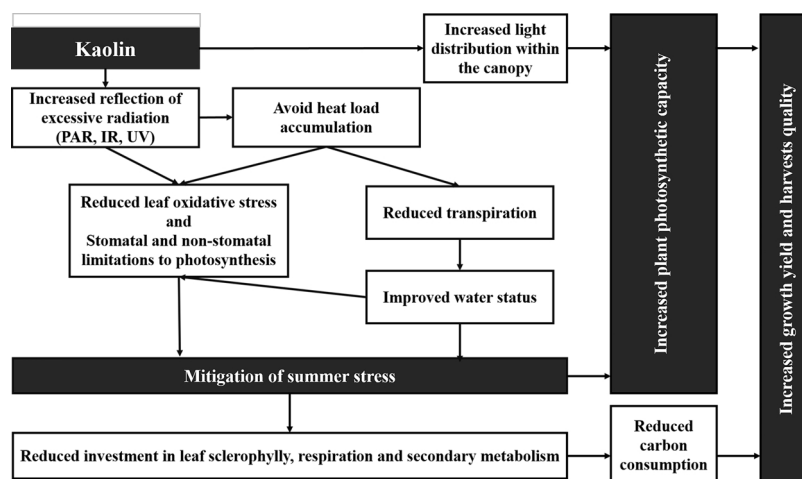 Kaolin
Increased light
distribution within
the canopy
Increased reflection of
excessive radiation
(PAR, IR, UV)
Avoid heat load
accumulation
Reduced leaf oxidative stress
and
Stomatal and non-stomatal
limitations to photosynthesis
Reduced transpiration
Improved water status
Mitigation of summer stress
Reduced investment in leaf sclerophylly, respiration and secondary metabolism
Reduced
carbon
consumption
Increased plant photosynthetic capacity
Increased growth yield and harvests quality